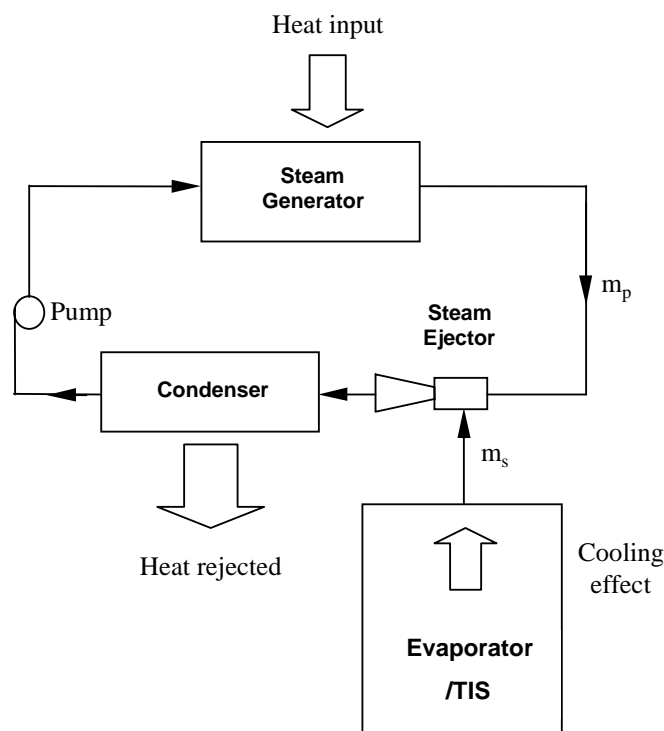 Heat input
Steam
Generator
m_p
Pump
Steam
Ejector
Condenser
m_s
Heat rejected
Cooling
effect
Evaporator
/TIS